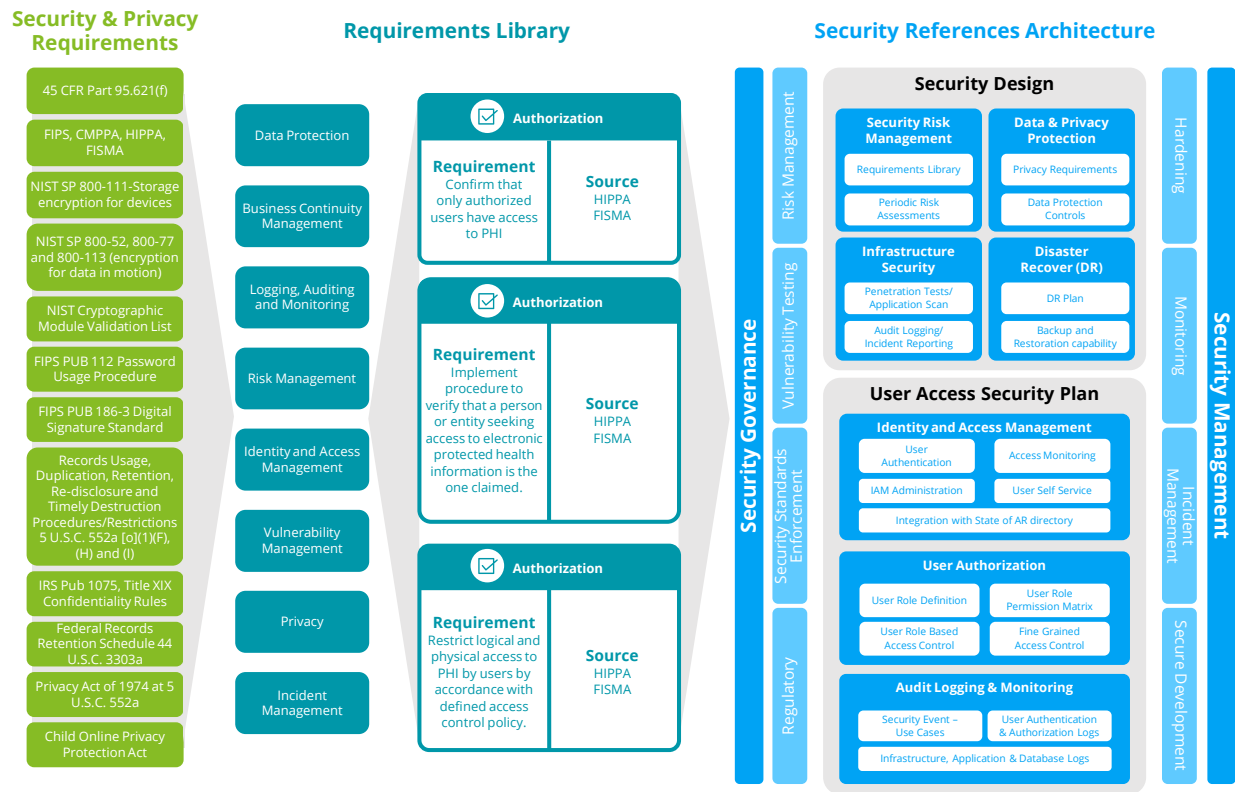 Security & Privacy
Requirements
45 CFR Part 95.621(f)
FIPS, CMPPA, HIPPA,
FISMA
NIST SP 800-111-Storage
encryption for devices
NIST SP 800-52, 800-77
and 800-113 (encryption
for data in motion)
NIST Cryptographic
Module Validation List
FIPS PUB 112 Password
Usage Procedure
FIPS PUB 186-3 Digital
Signature Standard
Records Usage,
Duplication, Retention,
Re-disclosure and
Timely Destruction
Procedures/Restrictions
5 U.S.C. 552a [o](1)(F),
(H) and (I)
IRS Pub 1075, Title XIX
Confidentiality Rules
Federal Records
Retention Schedule 44
U.S.C. 3303a
Privacy Act of 1974 at 5
U.S.C. 552a
Child Online Privacy
Protection Act
Requirements Library
Data Protection
Business Continuity
Management
Logging, Auditing
and Monitoring
Risk Management
Identity and Access
Management
Vulnerability
Management
Privacy
Incident
Management
Authorization
Requirement
Confirm that
only authorized
users have access
to PHI
Source
HIPPA
FISMA
Authorization
Requirement
Implement
procedure to
verify that a person
or entity seeking
access to electronic
protected health
information is the
one claimed.
Source
HIPPA
FISMA
Authorization
Requirement
Restrict logical and
physical access to
PHI by users by
accordance with
defined access
control policy.
Source
HIPPA
FISMA
Security References Architecture
Security Governance
Risk Management
Vulnerability Testing
Security Standards
Enforcement
Regulatory
Security Design
Security Risk
Management
Requirements Library
Periodic Risk
Assessments
Data & Privacy
Protection
Privacy Requirements
Data Protection
Controls
Infrastructure
Security
Penetration Tests/
Application Scan
Audit Logging/
Incident Reporting
Disaster
Recover (DR)
DR Plan
Backup and
Restoration capability
User Access Security Plan
Identity and Access Management
User
Authentication
Access Monitoring
IAM Administration
User Self Service
Integration with State of AR directory
User Authorization
User Role Definition
User Role
Permission Matrix
User Role Based
Access Control
Fine Grained
Access Control
Audit Logging & Monitoring
Security Event –
Use Cases
User Authentication
& Authorization Logs
Infrastructure, Application & Database Logs
Hardening
Monitoring
Incident
Management
Secure Development
Security Management